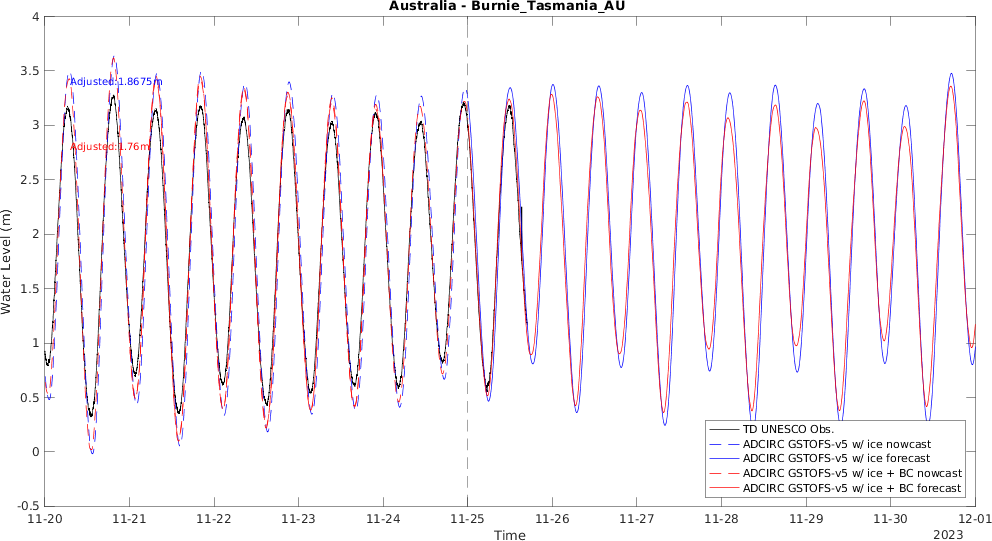 Australia - Burnie_Tasmania_AU
4
3.5
3
2.5
2
1.5
1
0.5
0
-0.5
Water Level (m)
Adjusted:1.8675m
Adjusted:1.76m
TD UNESCO Obs.
ADCIRC GSTOFS-v5 w/ ice nowcast
ADCIRC GSTOFS-v5 w/ ice forecast
ADCIRC GSTOFS-v5 w/ ice + BC nowcast
ADCIRC GSTOFS-v5 w/ ice + BC forecast
11-20 11-21 11-22 11-23 11-24 11-25 11-26 11-27 11-28 11-29 11-30 12-01
Time
2023